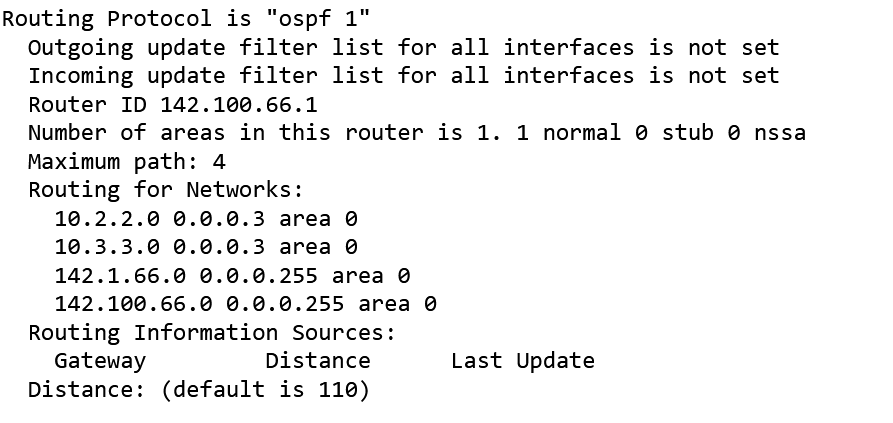 Routing Protocol is "ospf 1"
  Outgoing update filter list for all interfaces is not set
  Incoming update filter list for all interfaces is not set
  Router ID 142.100.66.1
  Number of areas in this router is 1. 1 normal 0 stub 0 nssa
  Maximum path: 4
  Routing for Networks:
    10.2.2.0 0.0.0.3 area 0
    10.3.3.0 0.0.0.3 area 0
    142.1.66.0 0.0.0.255 area 0
    142.100.66.0 0.0.0.255 area 0
  Routing Information Sources:
    Gateway         Distance      Last Update
  Distance: (default is 110)